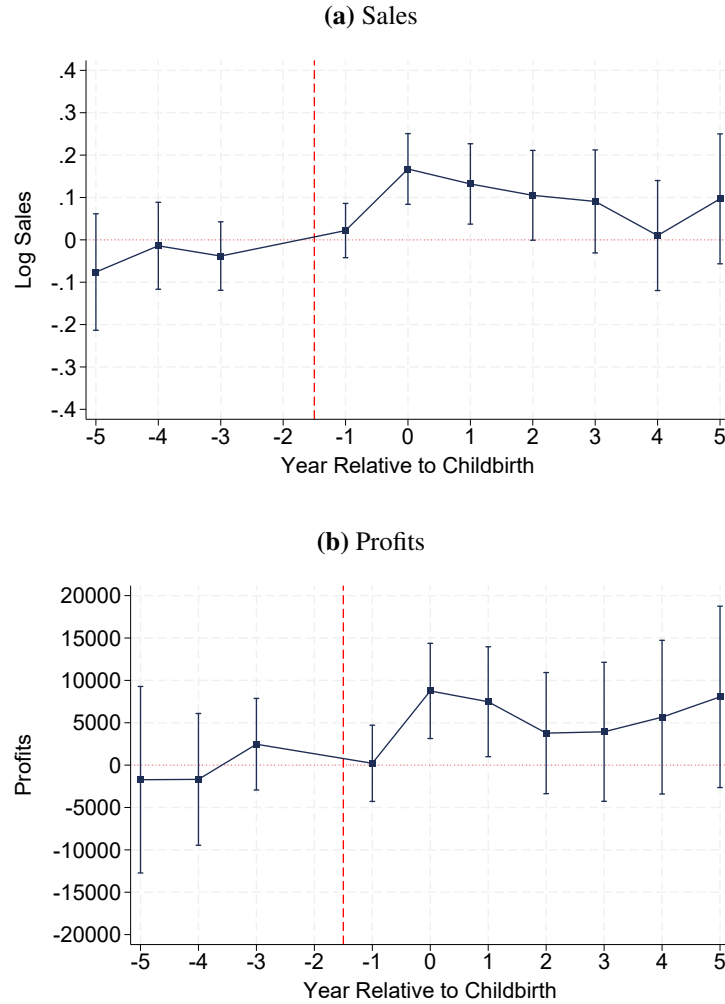 (a) Sales
.4
.3
.2
.1
0
-.1
-.2
-.3
-.4
Log Sales
-5 -4 -3 -2 -1 0 1 2 3 4 5
Year Relative to Childbirth
(b) Profits
20000
15000
10000
5000
0
-5000
-10000
-15000
-20000
Profits
-5 -4 -3 -2 -1 0 1 2 3 4 5
Year Relative to Childbirth